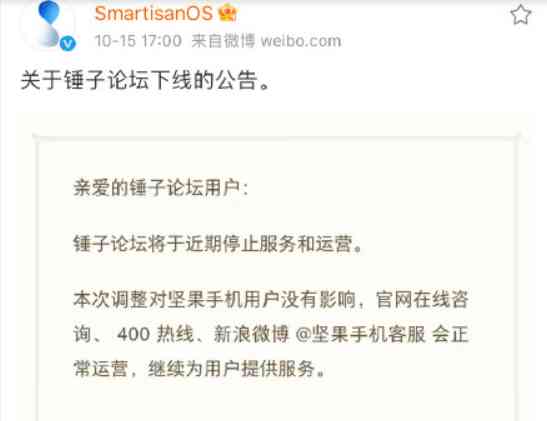 SmartisanOS
10-15 17:00 来自微博 weibo.com
关于锤子论坛下线的公告。
亲爱的锤子论坛用户：
锤子论坛将于近期停止服务和运营。
本次调整对坚果手机用户没有影响，官网在线咨
询、 400 热线、新浪微博 @坚果手机客服 会正
常运营，继续为用户提供服务。